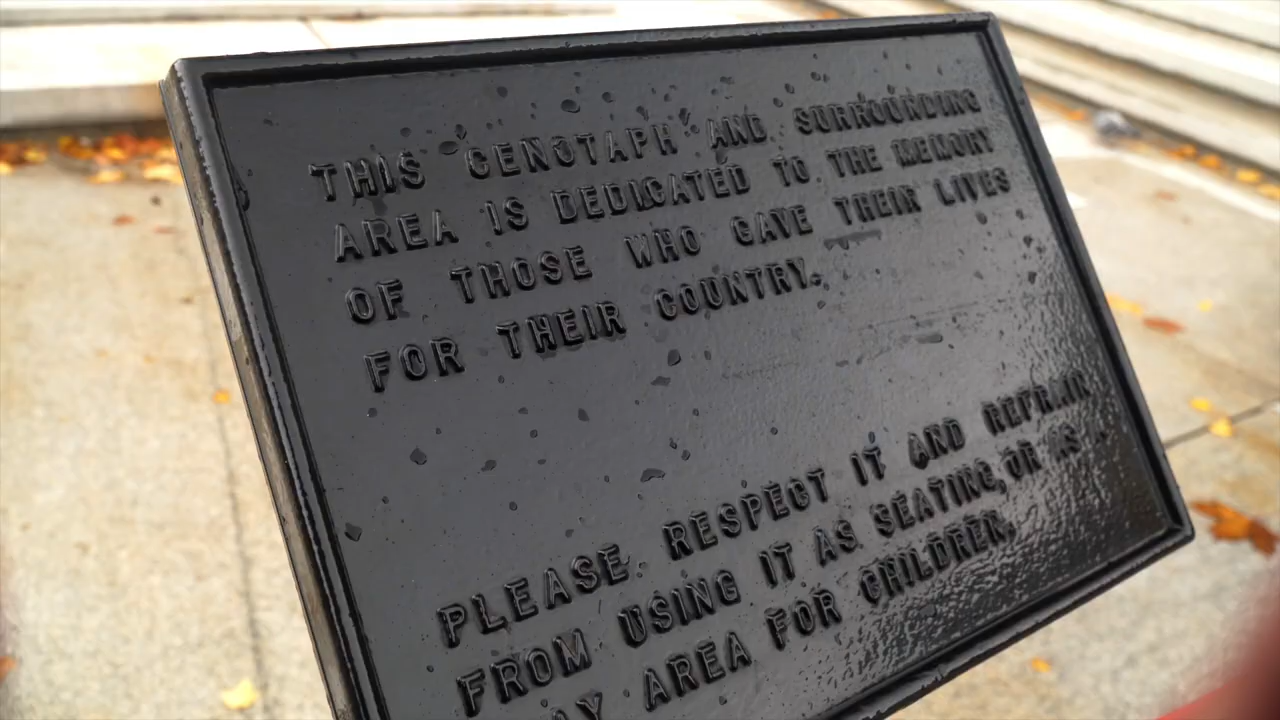 THIS CENOTAPH AND SURROUNDING
AREA IS DEDICATED TO THE MEMORY
OF THOSE WHO GAVE THEIR LIVES
FOR THEIR COUNTRY.
PLEASE RESPECT IT AND REFRAIN
FROM USING IT AS SEATING, OR AS
AREA FOR CHILDREN.